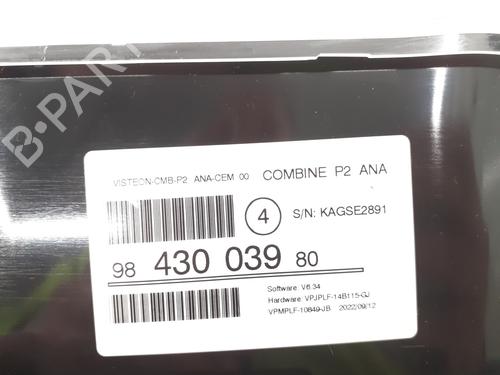 B-PARTS
VISTEON-CMB-P2 ANA-CEM 00 COMBINE P2 ANA
4 S/N: KAGSE2891
98 430 039 80
Software: V6.34
Hardware: VPJPLF-14B115-GJ
VPMPLF-10849-JB 2022/09/12